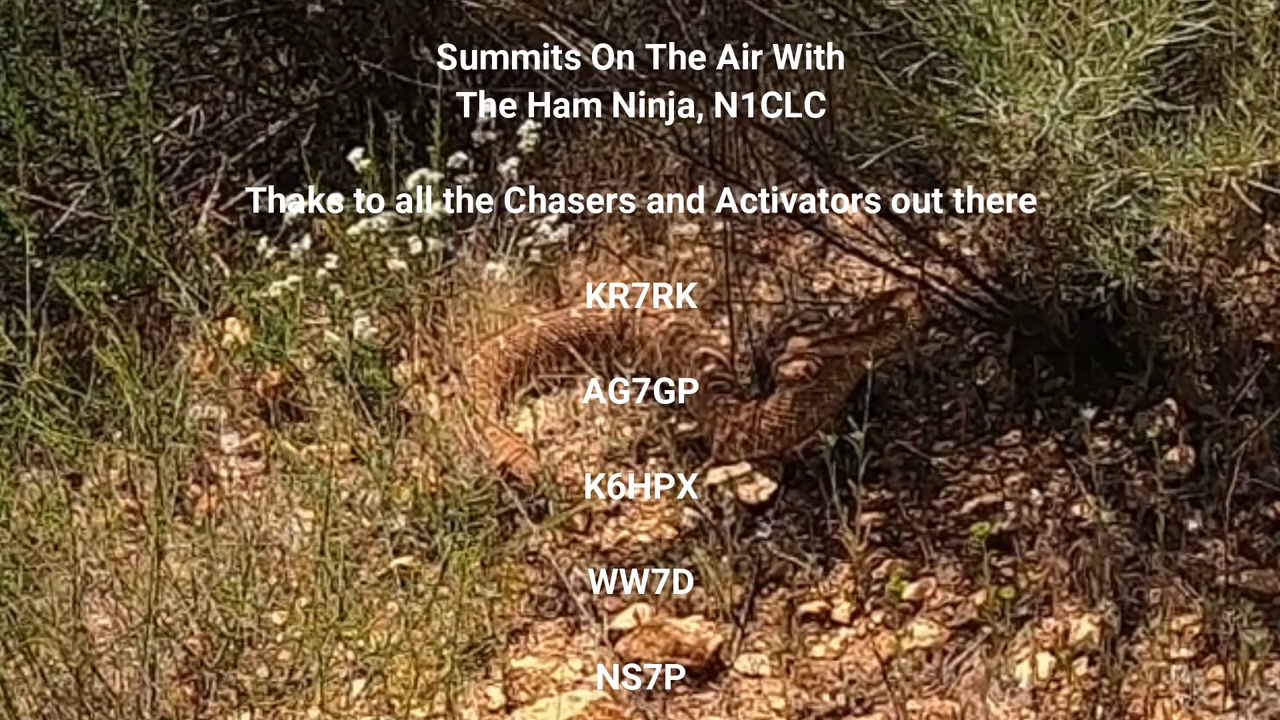 Summits On The Air With
The Ham Ninja, N1CLC
Thaks to all the Chasers and Activators out there
KR7RK
AG7GP
K6HPX
WW7D
NS7P